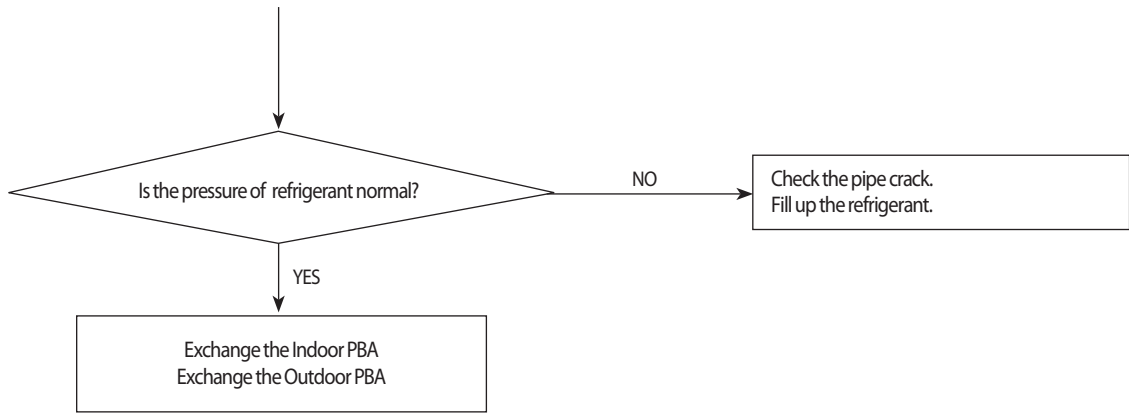 Is the pressure of refrigerant normal?
NO
Check the pipe crack.
Fill up the refrigerant.
YES
Exchange the Indoor PBA
Exchange the Outdoor PBA